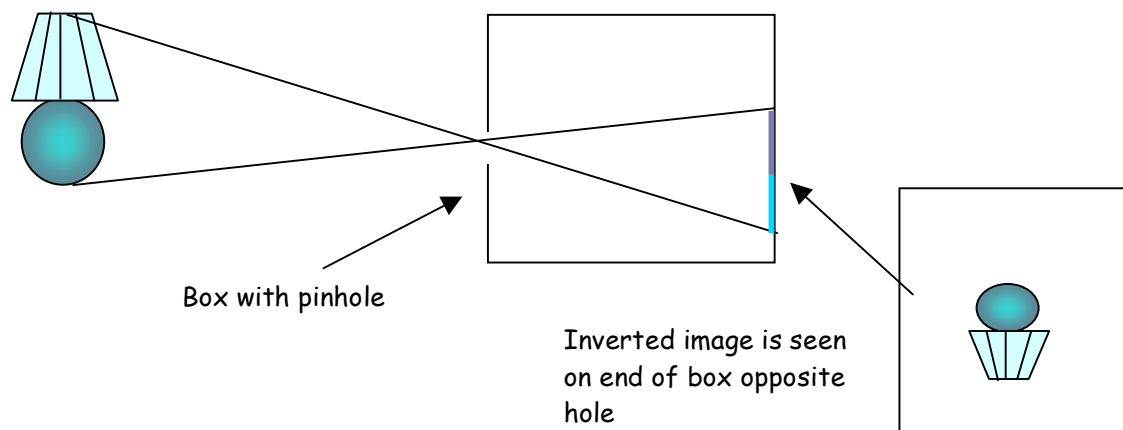 Box with pinhole
Inverted image is seen
on end of box opposite
hole